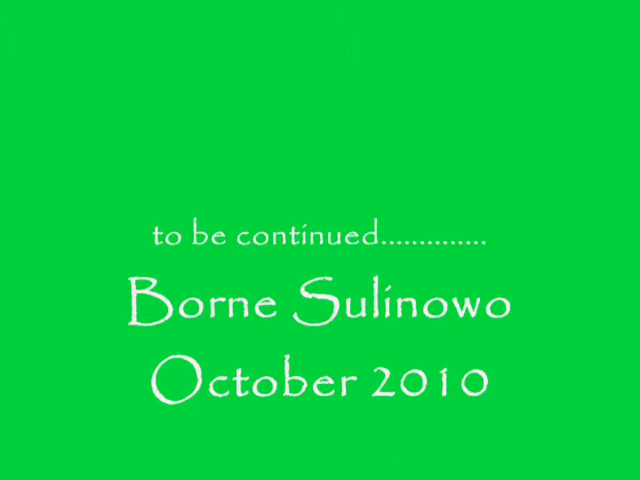 to be continued..............
Borne Sulinowo
October 2010